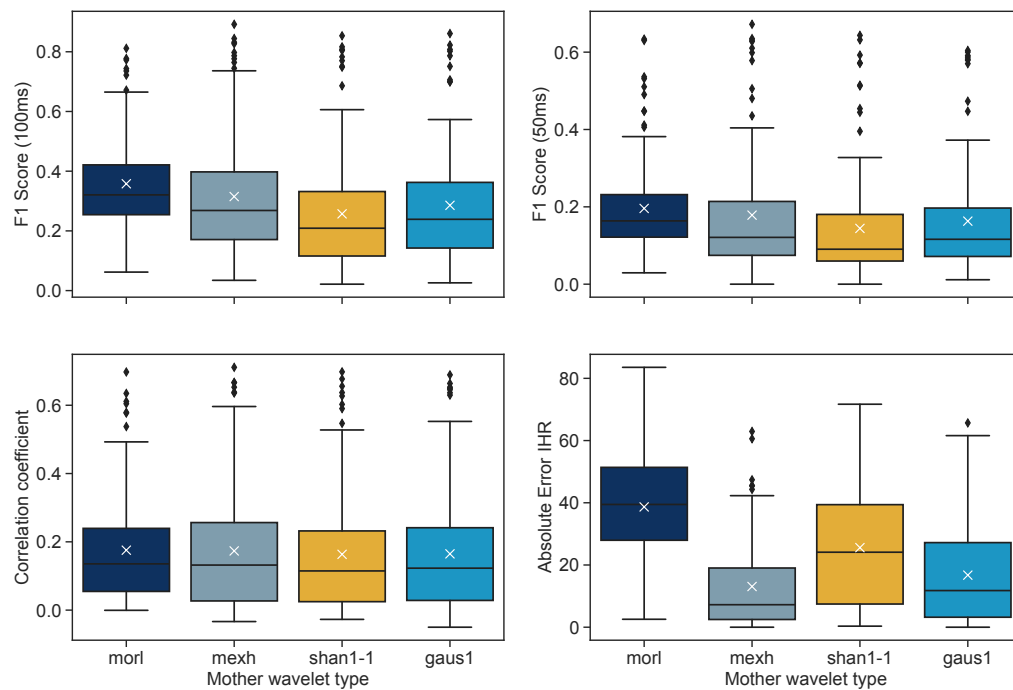 F1 Score (100ms)
0.8
0.6
0.4
0.2
0.0
F1 Score (50ms)
0.6
0.4
0.2
0.0
Correlation coefficient
0.6
0.4
0.2
0.0
morl mexh shan1-1 gaus1
Mother wavelet type
Absolute Error IHR
80
60
40
20
0
morl mexh shan1-1 gaus1
Mother wavelet type